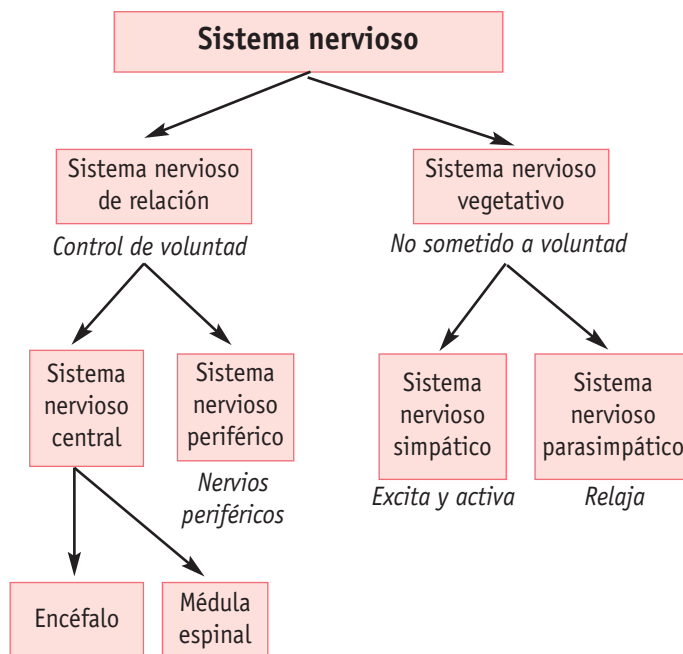 Sistema nervioso
Sistema nervioso
de relación
Control de voluntad
Sistema nervioso
vegetativo
No sometido a voluntad
Sistema
nervioso
central
Sistema
nervioso
periférico
Nervios
periféricos
Sistema
nervioso
simpático
Excita y activa
Sistema
nervioso
parasimpático
Relaja
Encéfalo
Médula
espinal